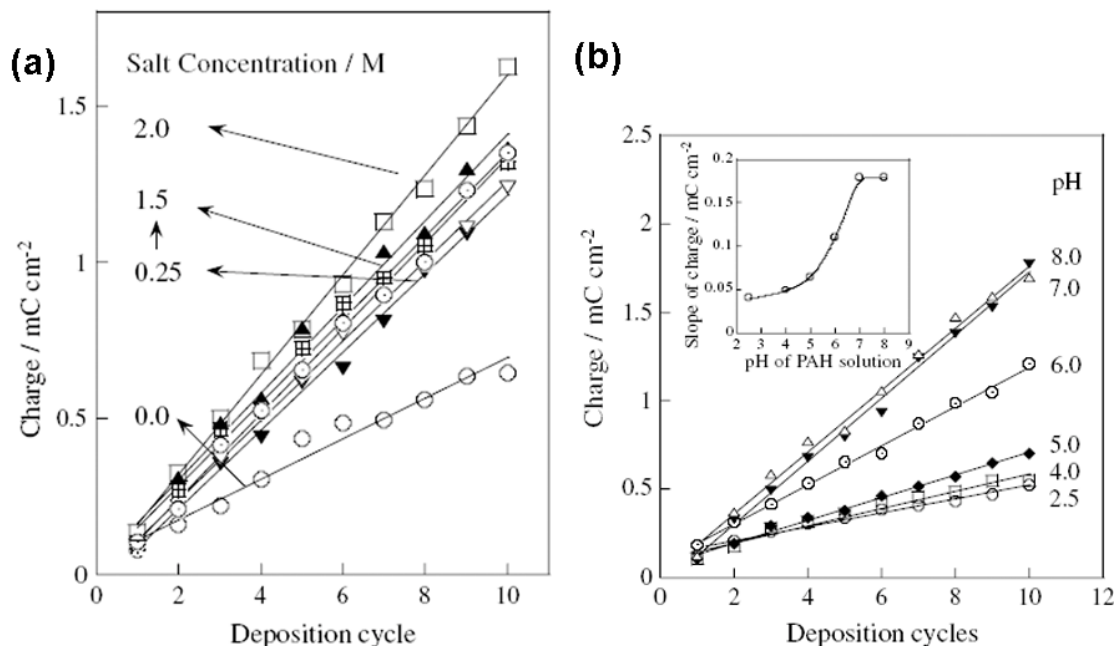 (a)
Salt Concentration / M
2.0
1.5
0.25
0.0
1.5
1
0.5
0
Charge / mC cm-2
0 2 4 6 8 10
Deposition cycle
(b)
2.5
2
1.5
1
0.5
0
Charge / mC cm-2
0.2
0.15
0.1
0.05
0
Slope of charge / mC cm-2
2 3 4 5 6 7 8 9
pH of PAH solution
pH
8.0
7.0
6.0
5.0
4.0
2.5
0 2 4 6 8 10 12
Deposition cycles